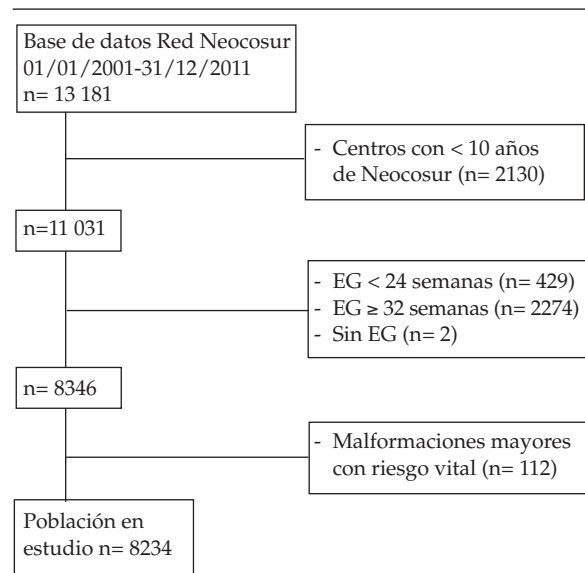 Base de datos Red Neocosur
01/01/2001-31/12/2011
n= 13 181
- Centros con < 10 años
de Neocosur (n= 2130)
n=11 031
- EG < 24 semanas (n= 429)
- EG ≥ 32 semanas (n= 2274)
- Sin EG (n= 2)
n= 8346
- Malformaciones mayores
con riesgo vital (n= 112)
Población en
estudio n= 8234